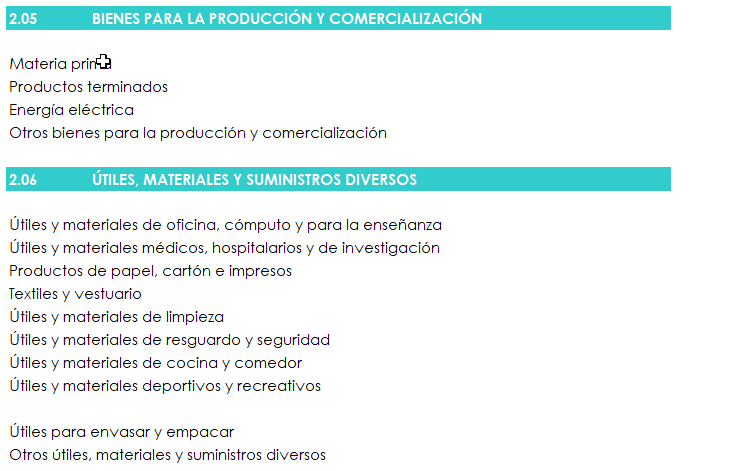 2.05 BIENES PARA LA PRODUCCIÓN Y COMERCIALIZACIÓN
Materia prima
Productos terminados
Energía eléctrica
Otros bienes para la producción y comercialización
2.06 ÚTILES, MATERIALES Y SUMINISTROS DIVERSOS
Útiles y materiales de oficina, cómputo y para la enseñanza
Útiles y materiales médicos, hospitalarios y de investigación
Productos de papel, cartón e impresos
Textiles y vestuario
Útiles y materiales de limpieza
Útiles y materiales de resguardo y seguridad
Útiles y materiales de cocina y comedor
Útiles y materiales deportivos y recreativos
Útiles para envasar y empacar
Otros útiles, materiales y suministros diversos